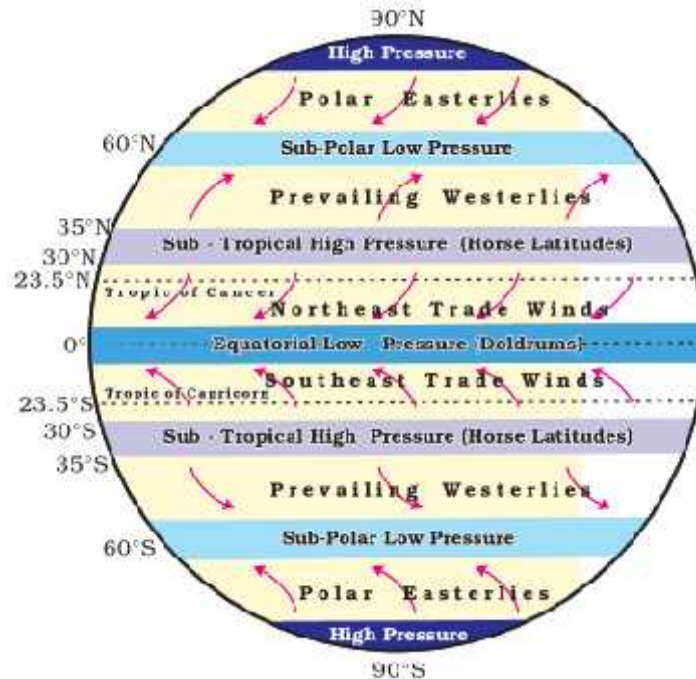 90°N
High Pressure
Polar Easterlies
60°N
Sub-Polar Low Pressure
Prevailing Westerlies
35°N
Sub - Tropical High Pressure (Horse Latitudes)
30°N
23.5°N
Tropic of Cancer
Northeast Trade Winds
0°
Equatorial Low Pressure (Doldrums)
Southeast Trade Winds
Tropic of Capricorn
23.5°S
30°S
Sub - Tropical High Pressure (Horse Latitudes)
35°S
Prevailing Westerlies
Sub-Polar Low Pressure
60°S
Polar Easterlies
High Pressure
90°S